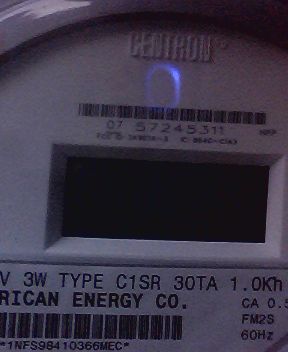 CENTRON®
07 57245311
V 3W TYPE C1SR 30TA 1.0Kh
RICAN ENERGY CO.
CA 0.5
FM2S
60Hz
*1NFS98410366MEC*